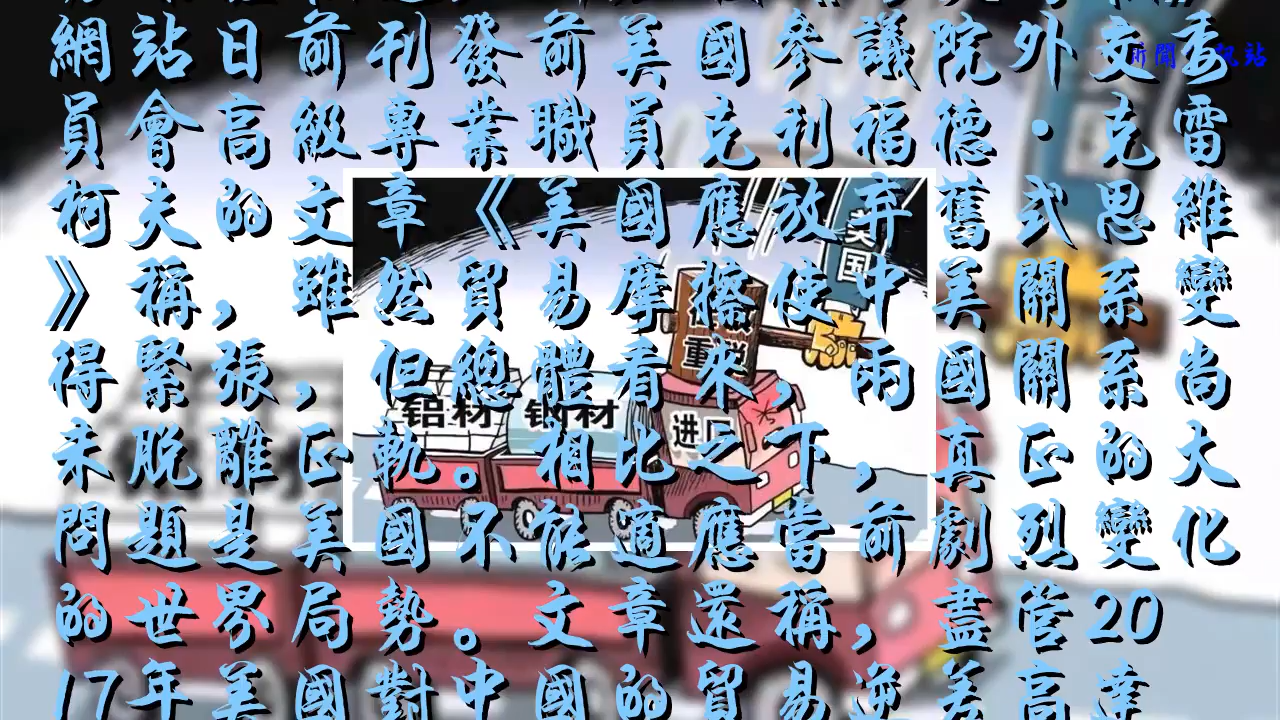 網站日前刊發前美國參議院外交委
員會高級專業職員克利福德·克雷
柯夫的文章《美國應放弃舊式思維
》稱,雖然貿易摩擦使中美關系變
得緊張,但總體看來,兩國關系尚
未脫離正軌。相比之下,真正的大
問題是美國不能適應當前劇烈變化
的世界局勢。文章還稱,盡管20
17年美國對中國的貿易逆差高達
美国
重税
铝材
钢材
进口